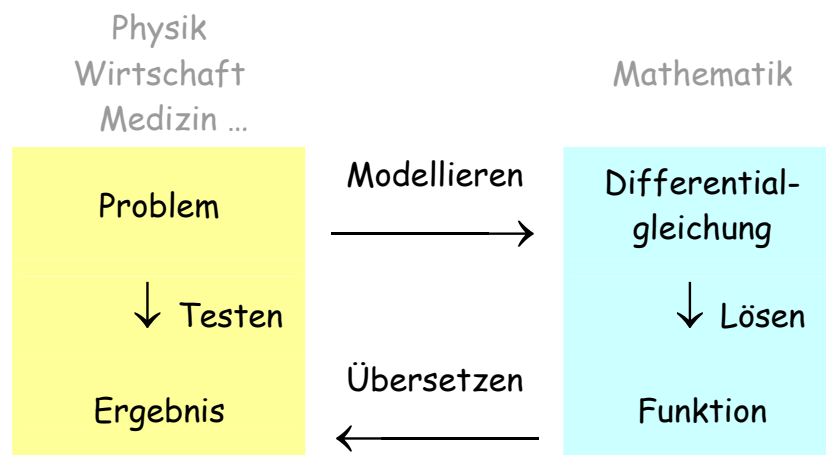 Physik
Wirtschaft
Medizin …
Mathematik
Problem
Modellieren
Differential-
gleichung
Testen
Lösen
Ergebnis
Übersetzen
Funktion